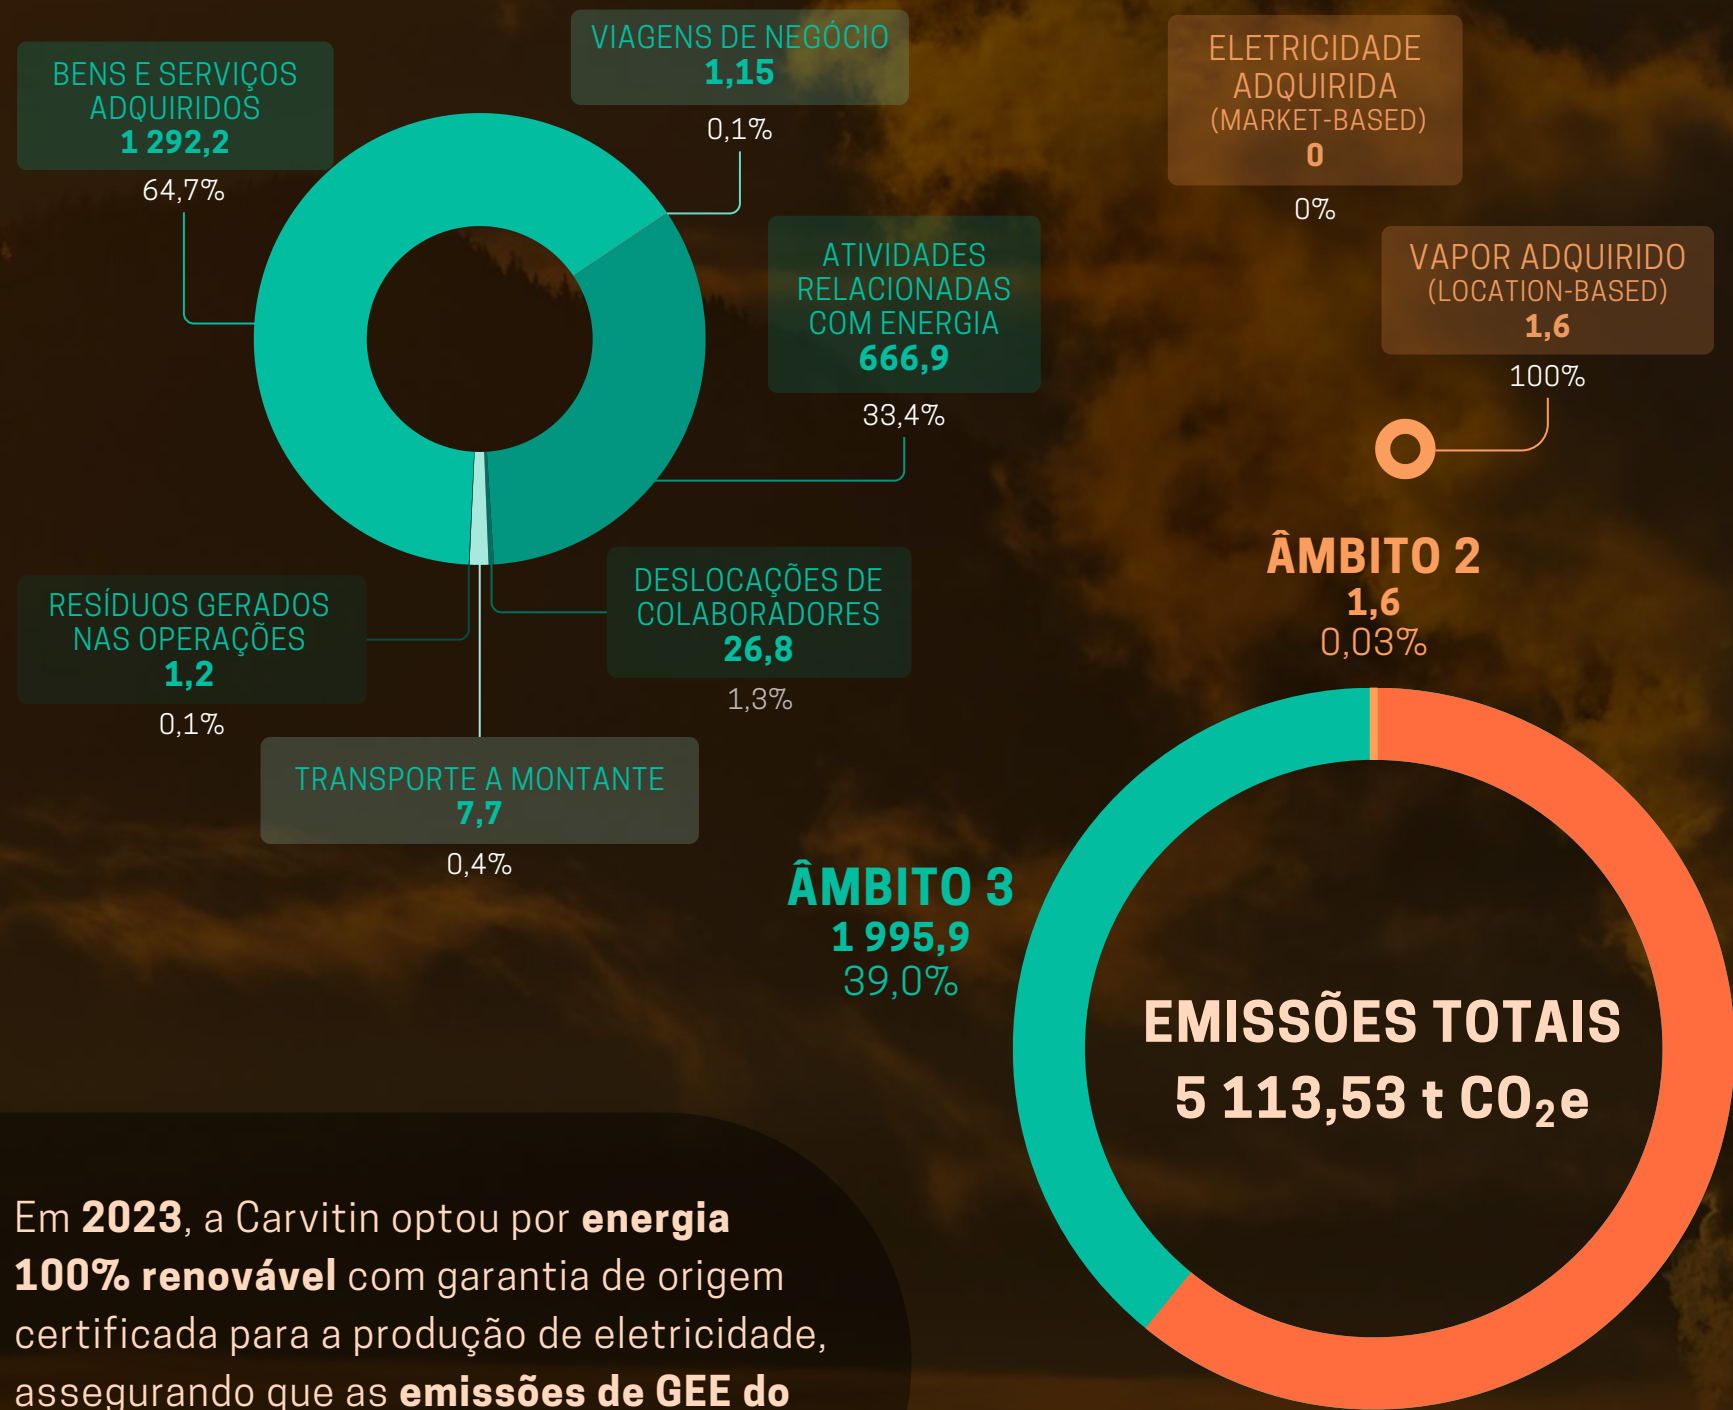 BENS E SERVIÇOS
ADQUIRIDOS
1 292,2
64,7%
VIAGENS DE NEGÓCIO
1,15
0,1%
ATIVIDADES
RELACIONADAS
COM ENERGIA
666,9
33,4%
DESLOCAÇÕES DE
COLABORADORES
26,8
1,3%
RESÍDUOS GERADOS
NAS OPERAÇÕES
1,2
0,1%
TRANSPORTE A MONTANTE
7,7
0,4%
ELETRICIDADE
ADQUIRIDA
(MARKET-BASED)
0
0%
VAPOR ADQUIRIDO
(LOCATION-BASED)
1,6
100%
ÂMBITO 2
1,6
0,03%
ÂMBITO 3
1 995,9
39,0%
EMISSÕES TOTAIS
5 113,53 t CO₂e
Em 2023, a Carvitin optou por energia
100% renovável com garantia de origem
certificada para a produção de eletricidade,
assegurando que as emissões de GEE do